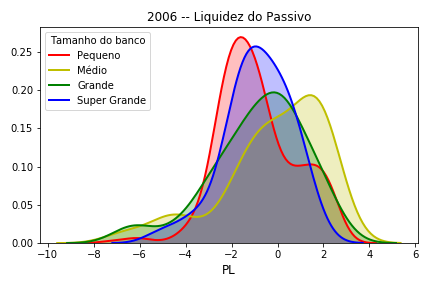 2006 -- Liquidez do Passivo
Tamanho do banco
Pequeno
Médio
Grande
Super Grande
0.25
0.20
0.15
0.10
0.05
0.00
−10 −8 −6 −4 −2 0 2 4 6
PL